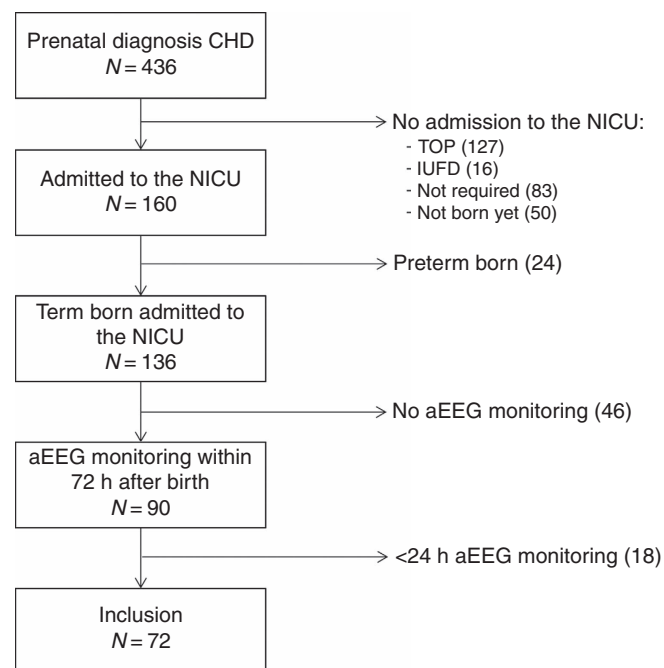 Prenatal diagnosis CHD
N = 436
No admission to the NICU:
- TOP (127)
- IUFD (16)
- Not required (83)
- Not born yet (50)
Admitted to the NICU
N = 160
Preterm born (24)
Term born admitted to
the NICU
N = 136
No aEEG monitoring (46)
aEEG monitoring within
72 h after birth
N = 90
<24 h aEEG monitoring (18)
Inclusion
N = 72